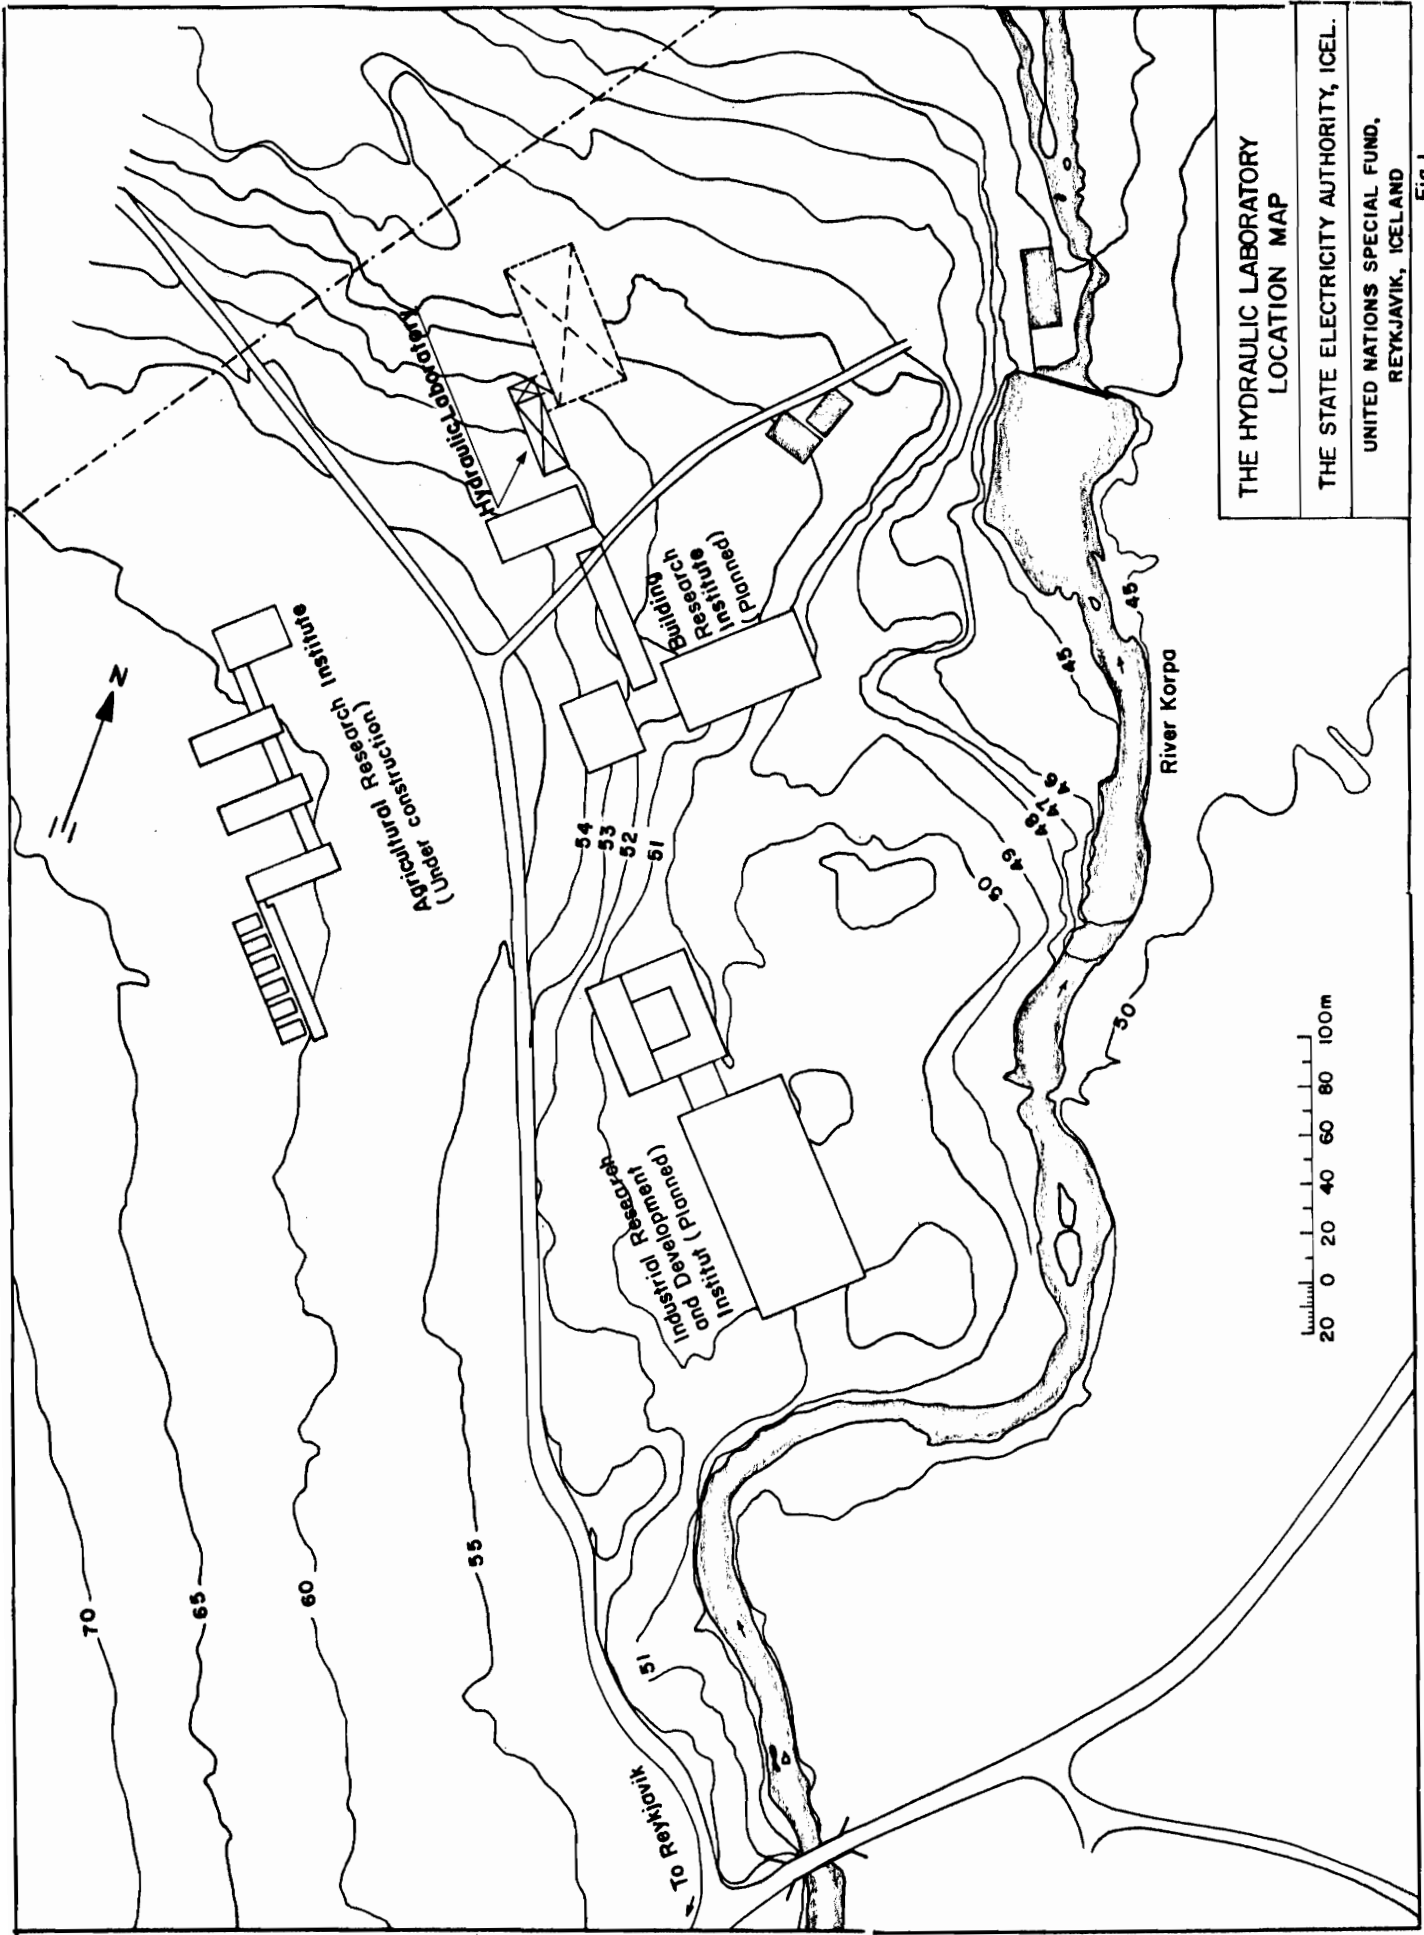 THE HYDRAULIC LABORATORY
LOCATION MAP
THE STATE ELECTRICITY AUTHORITY, ICEL.
UNITED NATIONS SPECIAL FUND,
REYKJAVIK, ICELAND
Fig. 1
N
Agricultural Research Institute
(Under construction)
Hydraulic Laboratory
Building
Research
Institute
(Planned)
Industrial Research
and Development
Institut (Planned)
River Korpa
To Reykjavik
70
65
60
55
54
53
52
51
51
50
49
48
47
46
45
45
50
20 0 20 40 60 80 100m